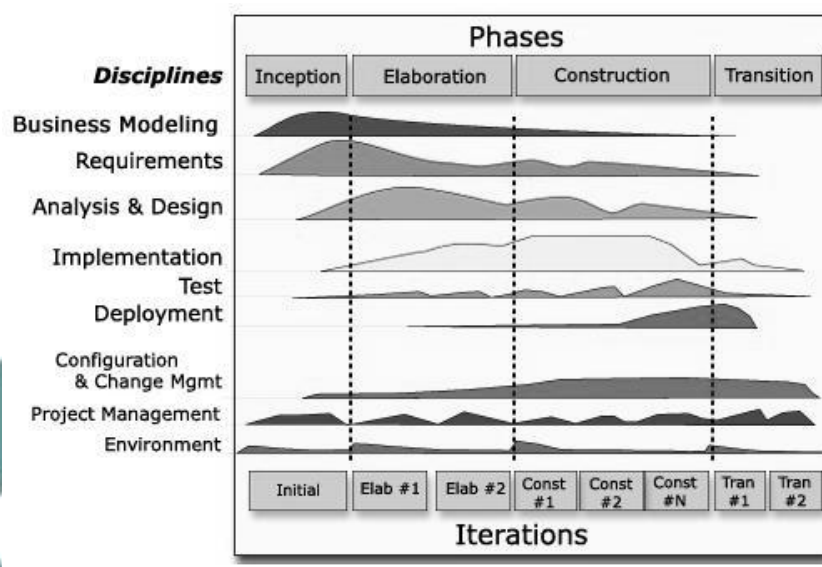 Phases
Disciplines Inception Elaboration Construction Transition
Business Modeling
Requirements
Analysis & Design
Implementation
Test
Deployment
Configuration
& Change Mgmt
Project Management
Environment
Initial Elab #1 Elab #2 Const #1 Const #2 Const #N Tran #1 Tran #2
Iterations